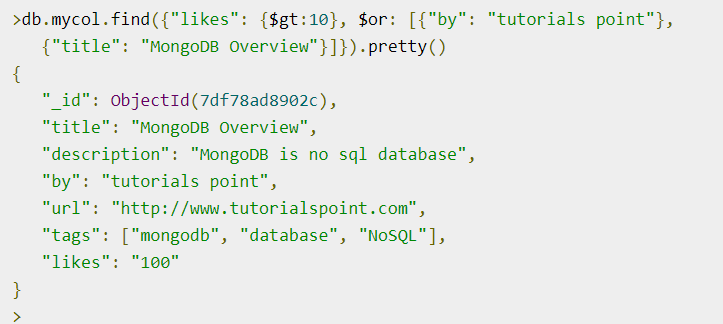 >db.mycol.find({"likes": {$gt:10}, $or: [{"by": "tutorials point"},
{"title": "MongoDB Overview"}]}).pretty()
{
"_id": ObjectId(7df78ad8902c),
"title": "MongoDB Overview",
"description": "MongoDB is no sql database",
"by": "tutorials point",
"url": "http://www.tutorialspoint.com",
"tags": ["mongodb", "database", "NoSQL"],
"likes": "100"
}
>